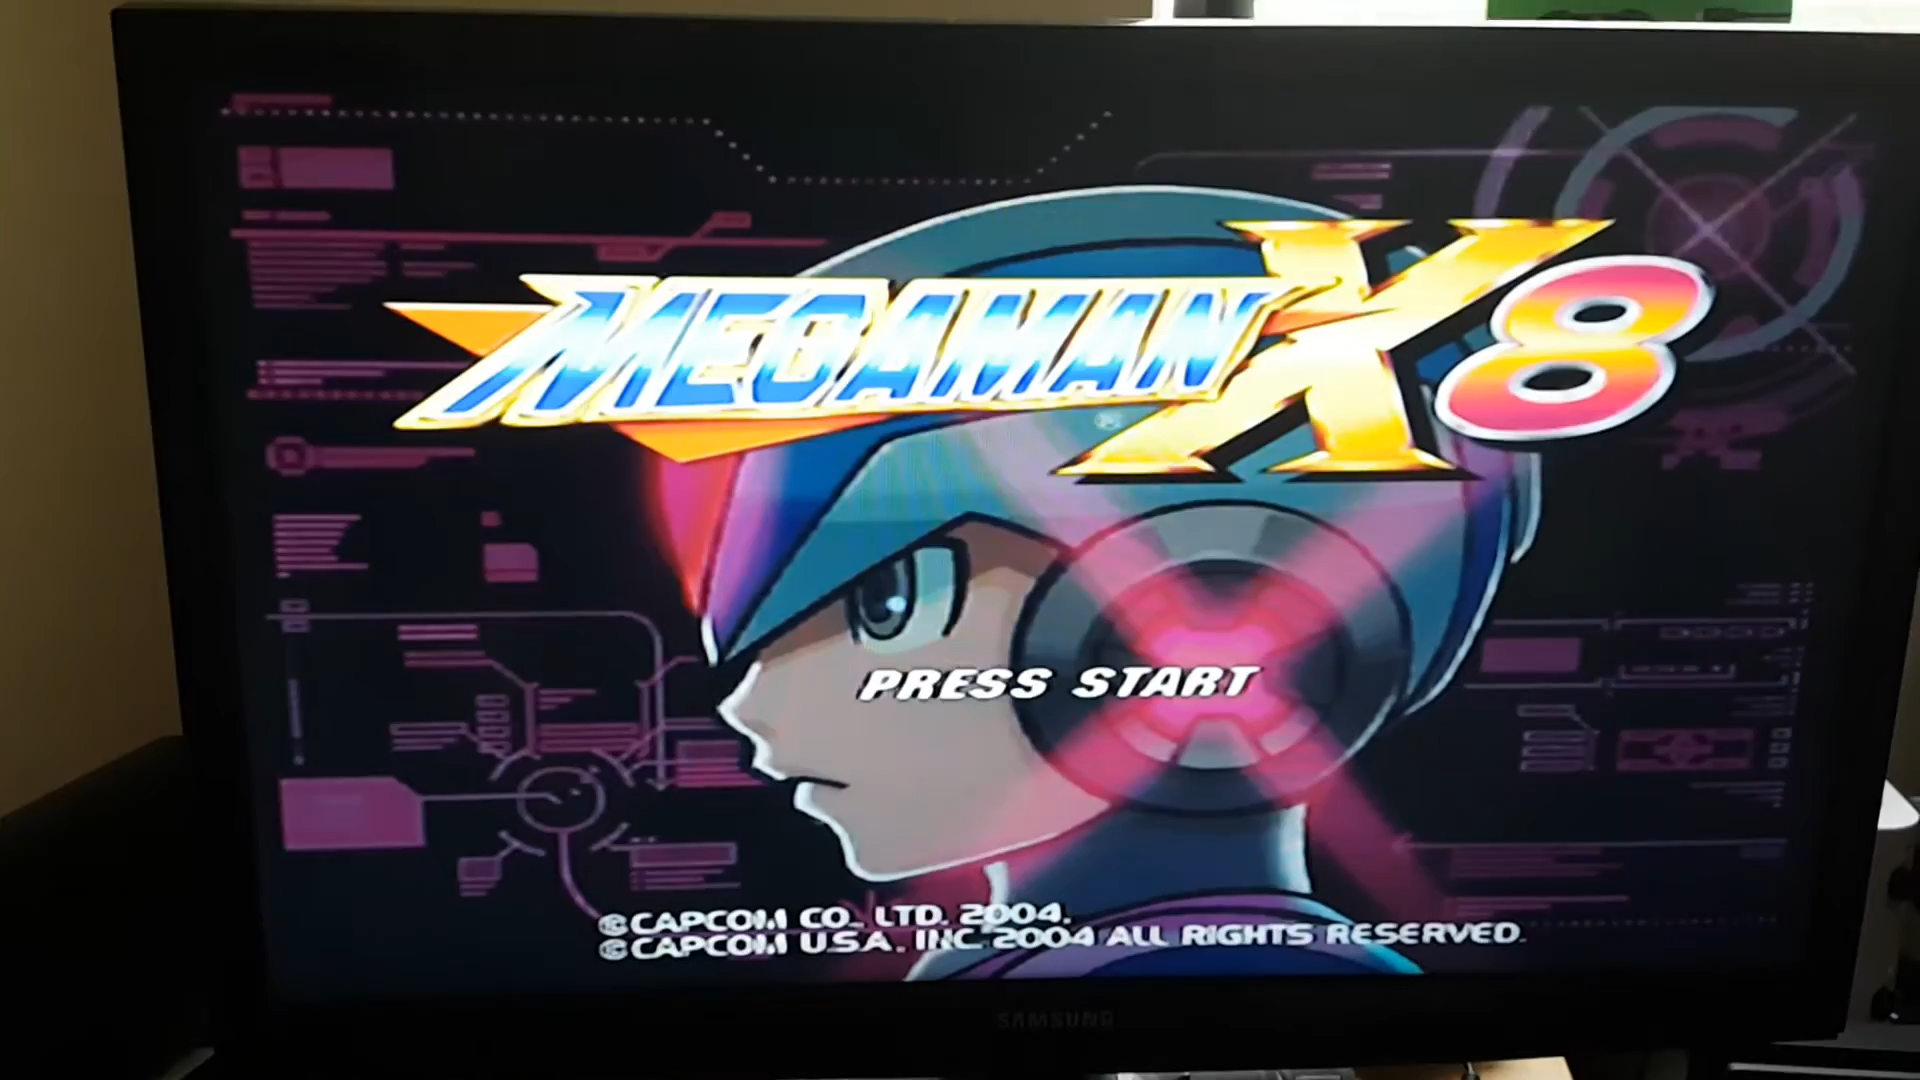 MEGAMAN X8
®
PRESS START
©CAPCOM CO., LTD. 2004.
©CAPCOM U.S.A., INC. 2004 ALL RIGHTS RESERVED.
SAMSUNG